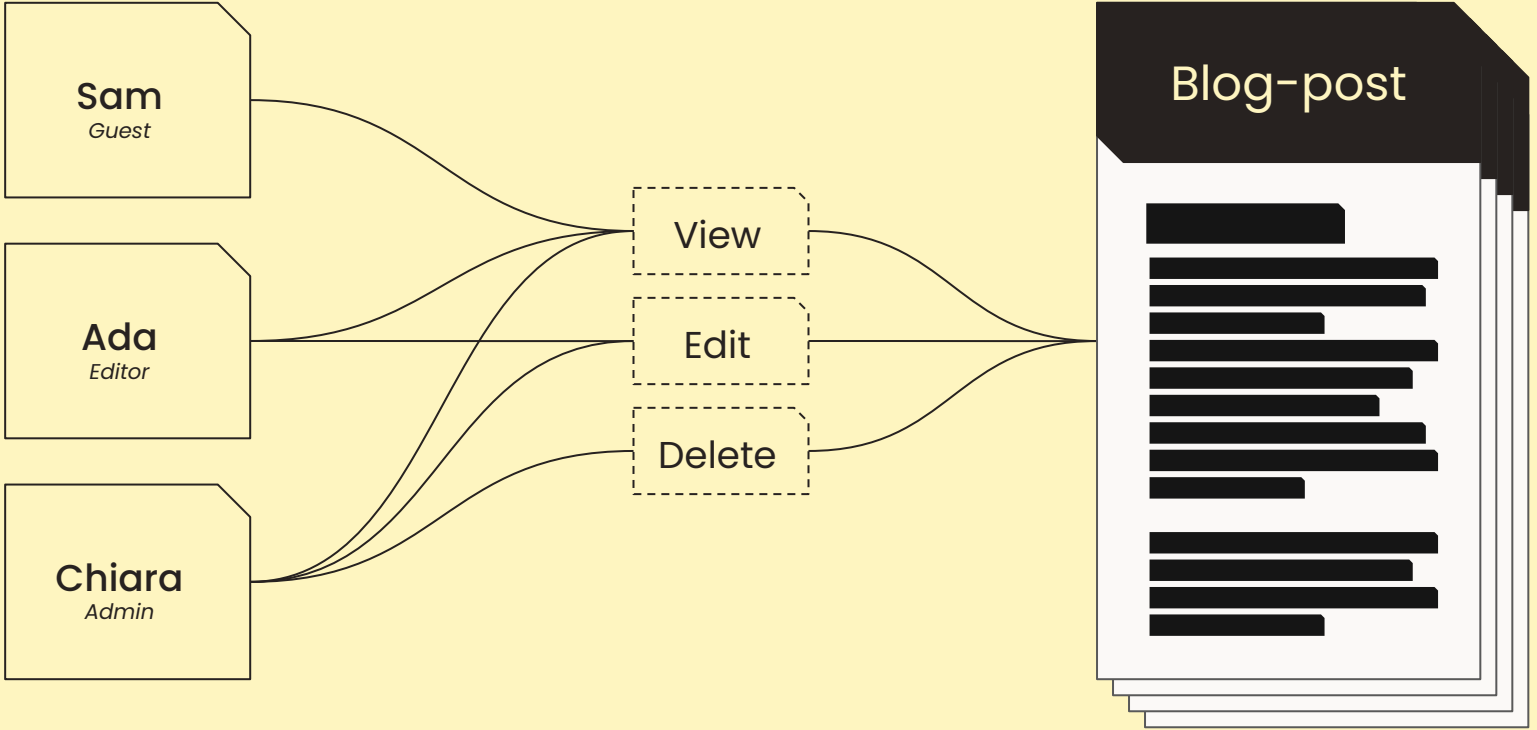 Sam
Guest
Ada
Editor
Chiara
Admin
View
Edit
Delete
Blog-post